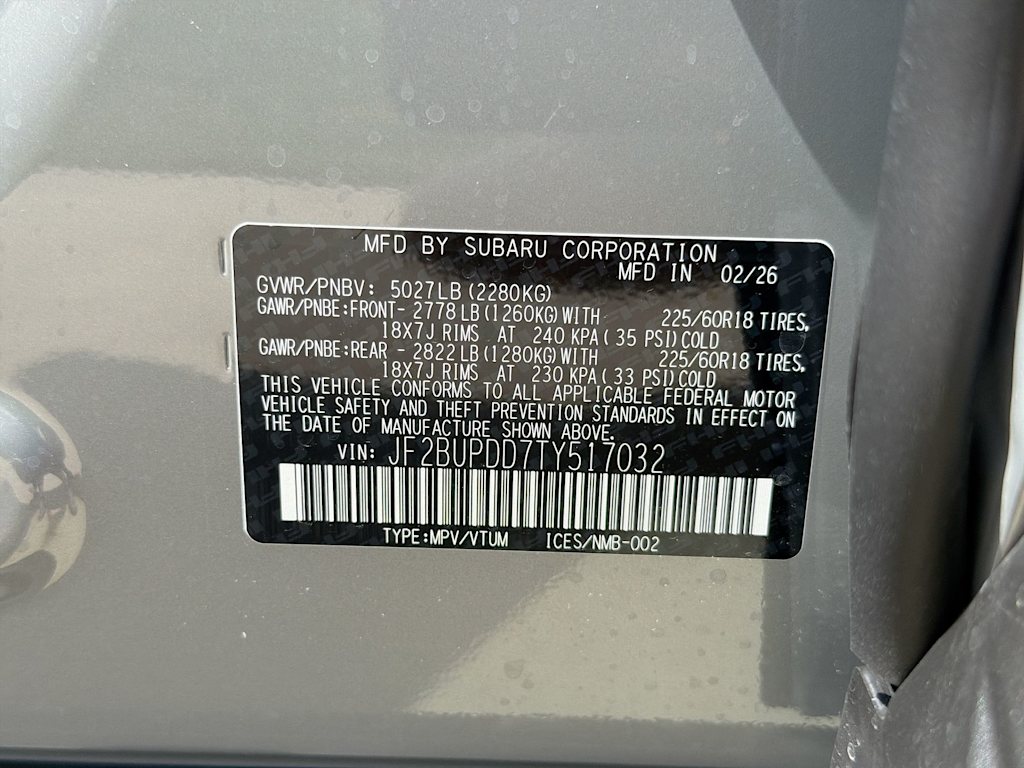 MFD BY SUBARU CORPORATION
MFD IN 02/26
GVWR/PNBV: 5027LB(2280KG)
GAWR/PNBE:FRONT- 2778 LB(1260KG)WITH 225/60R18 TIRES,
18X7J RIMS AT 240 KPA( 35 PSI)COLD
GAWR/PNBE:REAR - 2822 LB(1280KG)WITH 225/60R18 TIRES,
18X7J RIMS AT 230 KPA( 33 PSI)COLD
THIS VEHICLE CONFORMS TO ALL APPLICABLE FEDERAL MOTOR
VEHICLE SAFETY AND THEFT PREVENTION STANDARDS IN EFFECT ON
THE DATE OF MANUFACTURE SHOWN ABOVE.
VIN: JF2BUPDD7TY517032
TYPE:MPV/VTUM ICES/NMB-002